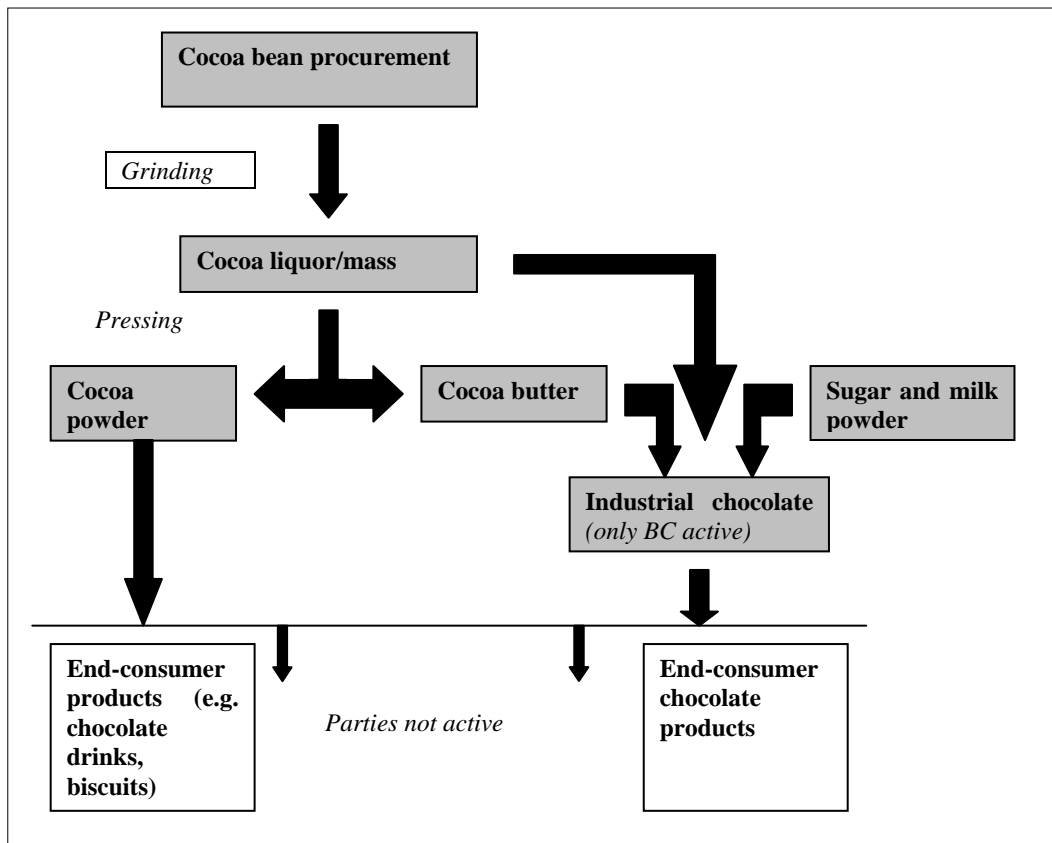 Cocoa bean procurement
Grinding
Cocoa liquor/mass
Pressing
Cocoa
powder
Cocoa butter
Sugar and milk
powder
Industrial chocolate
(only BC active)
End-consumer
products (e.g.
chocolate
drinks,
biscuits)
Parties not active
End-consumer
chocolate
products